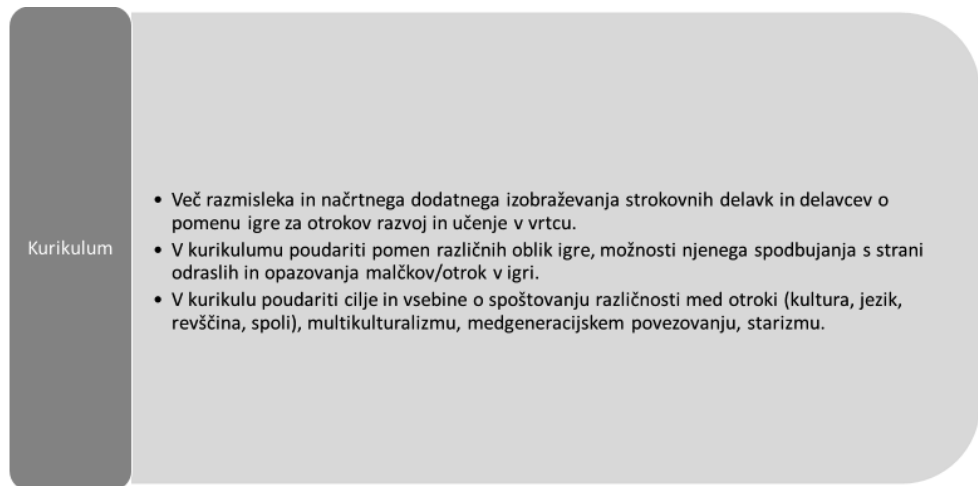 Kurikulum
• Več razmisleka in načrtnega dodatnega izobraževanja strokovnih delavk in delavcev o
pomenu igre za otrokov razvoj in učenje v vrtcu.
• V kurikulumu poudariti pomen različnih oblik igre, možnosti njenega spodbujanja s strani
odraslih in opazovanja malčkov/otrok v igri.
• V kurikulu poudariti cilje in vsebine o spoštovanju različnosti med otroki (kultura, jezik,
revščina, spoli), multikulturalizmu, medgeneracijskem povezovanju, starizmu.